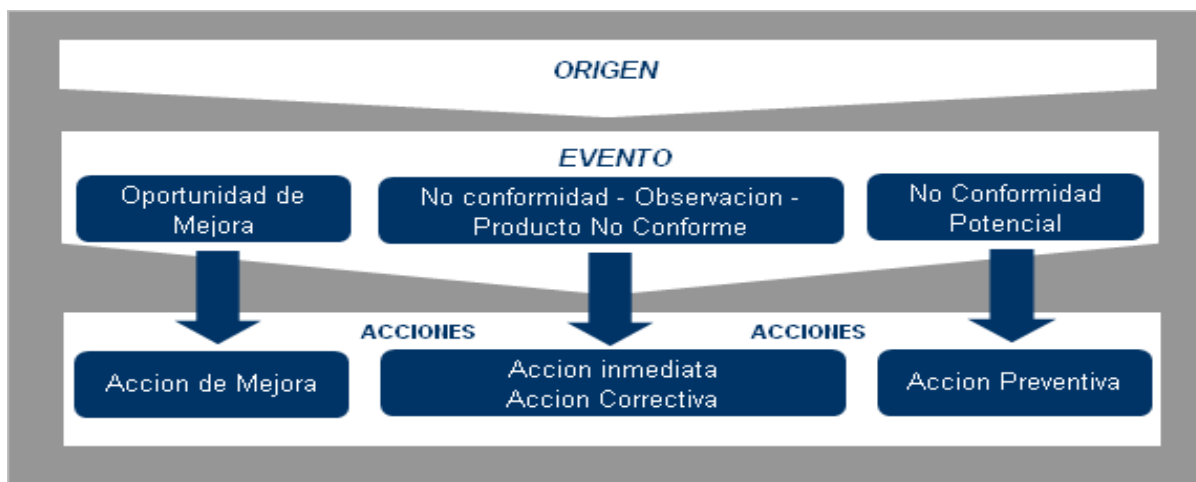 ORIGEN
EVENTO
Oportunidad de
Mejora
No conformidad - Observacion -
Producto No Conforme
No Conformidad
Potencial
ACCIONES
ACCIONES
Accion de Mejora
Accion inmediata
Accion Correctiva
Accion Preventiva